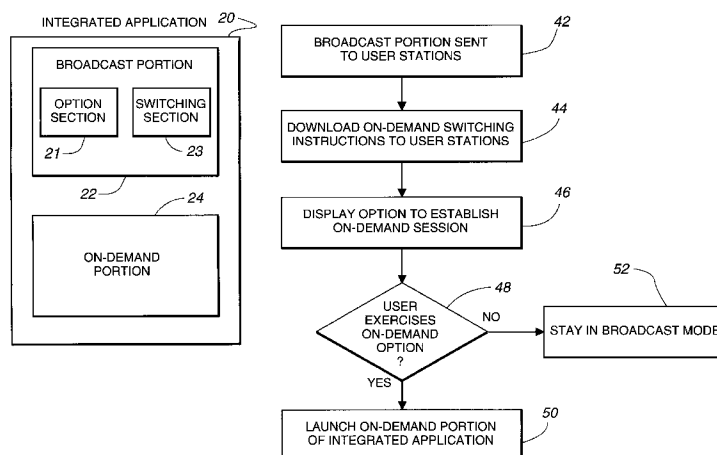 INTEGRATED APPLICATION
20
BROADCAST PORTION
OPTION
SECTION
SWITCHING
SECTION
21
23
22
24
ON-DEMAND
PORTION
42
BROADCAST PORTION SENT
TO USER STATIONS
44
DOWNLOAD ON-DEMAND SWITCHING
INSTRUCTIONS TO USER STATIONS
46
DISPLAY OPTION TO ESTABLISH
ON-DEMAND SESSION
48
USER
EXERCISES
ON-DEMAND
OPTION
?
NO
52
STAY IN BROADCAST MODE
YES
50
LAUNCH ON-DEMAND PORTION
OF INTEGRATED APPLICATION